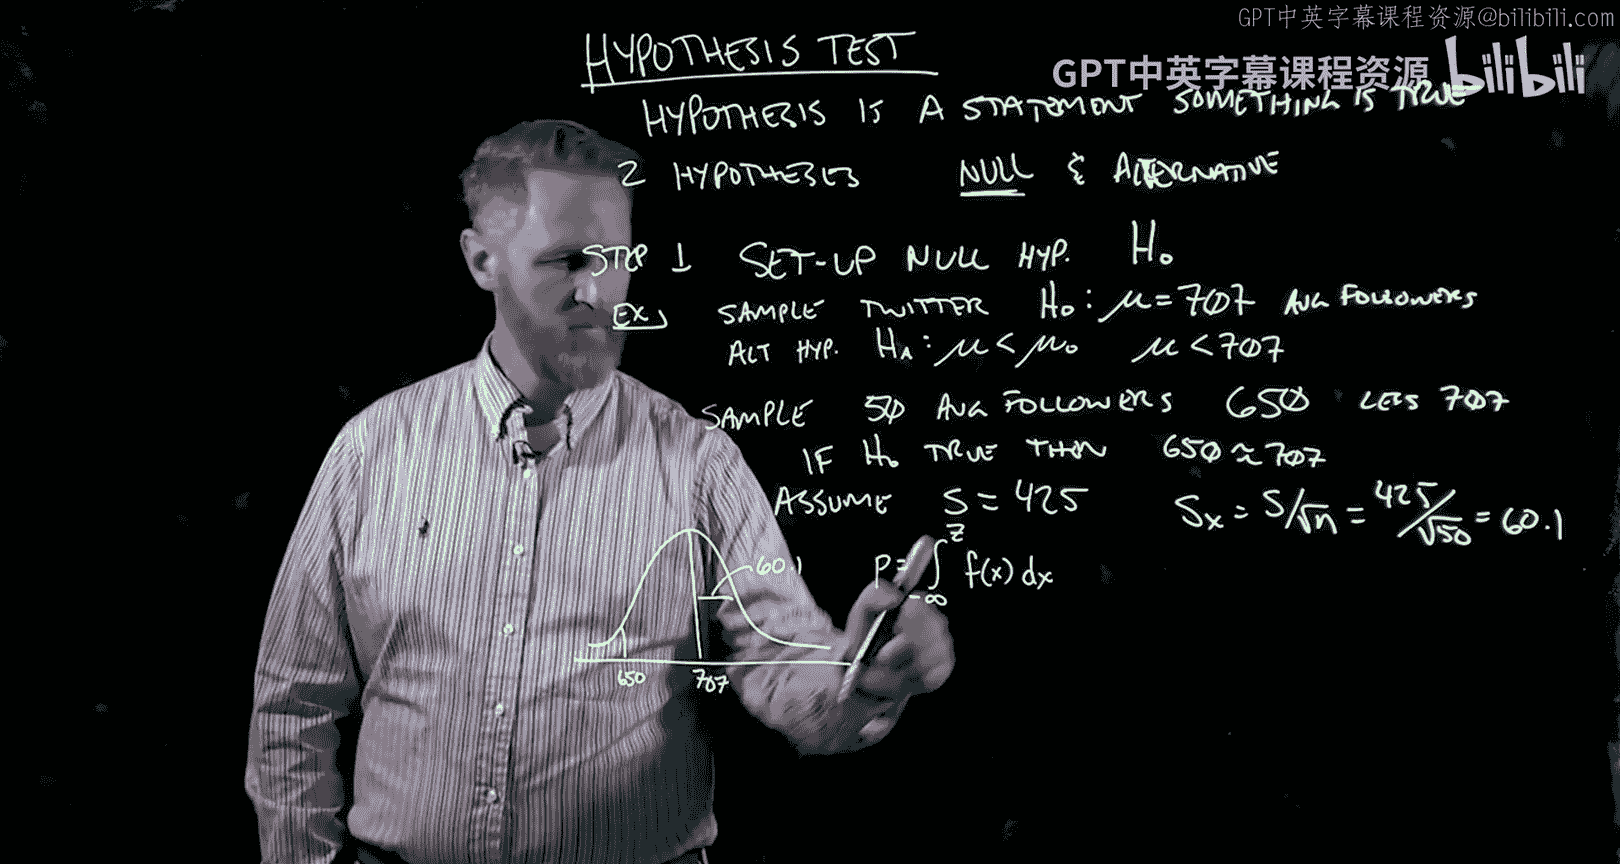 GPT中英字幕课程资源@bilibili.com
GPT中英字幕课程资源 bilibili
HYPOTHESIS TEST
HYPOTHESIS IS A STATEMENT SOMETHING IS TRUE
2 HYPOTHESES NULL & ALTERNATIVE
STEP 1 SET-UP NULL HYP. H₀
EX, SAMPLE TWITTER H₀: μ = 707 AVG FOLLOWERS
ALT HYP. Hᴀ: μ < μ₀ μ < 707
SAMPLE 50 AVG FOLLOWERS 650 LESS 707
IF H₀ TRUE THEN 650 ≈ 707
ASSUME S = 425 Sx = S/√n = 425/√50 = 60.1
60.1 P = ∫ z -∞ f(x) dx
650 707